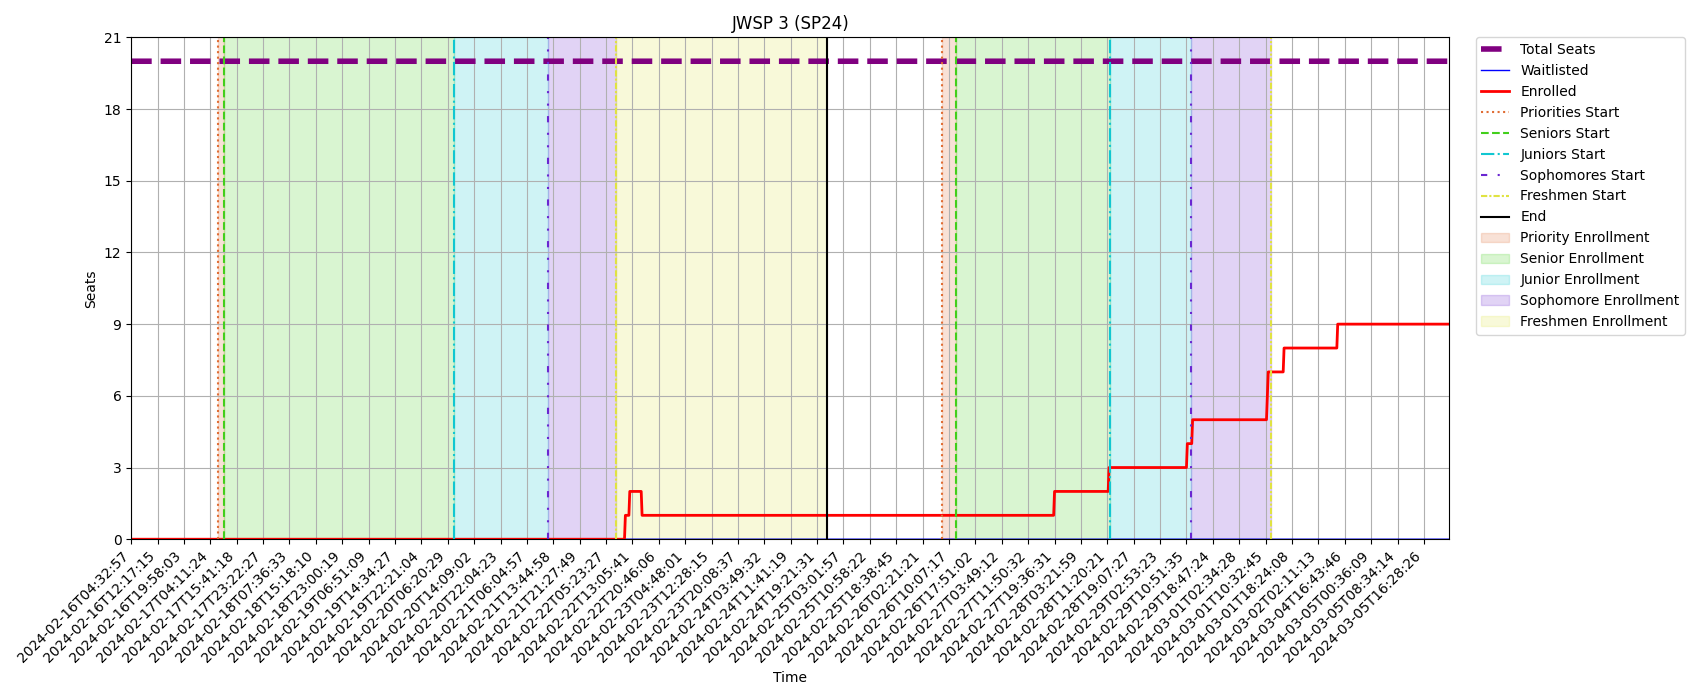 JWSP 3 (SP24)
21
18
15
12
9
6
3
0
Seats
2024-02-16T04:32:57
2024-02-16T12:17:15
2024-02-16T19:58:03
2024-02-17T04:11:24
2024-02-17T15:41:18
2024-02-17T23:22:27
2024-02-18T07:36:33
2024-02-18T15:18:10
2024-02-18T23:00:19
2024-02-19T06:51:09
2024-02-19T14:34:27
2024-02-19T22:21:04
2024-02-20T06:20:29
2024-02-20T14:09:02
2024-02-20T22:04:23
2024-02-21T06:04:57
2024-02-21T13:44:58
2024-02-21T21:27:49
2024-02-22T05:23:27
2024-02-22T13:05:41
2024-02-22T20:46:06
2024-02-23T04:48:01
2024-02-23T12:28:15
2024-02-23T20:08:37
2024-02-24T03:49:32
2024-02-24T11:41:19
2024-02-24T19:21:31
2024-02-25T03:01:57
2024-02-25T10:58:22
2024-02-25T18:38:45
2024-02-26T02:21:21
2024-02-26T10:07:17
2024-02-26T17:51:02
2024-02-27T03:49:12
2024-02-27T11:50:32
2024-02-27T19:36:31
2024-02-28T03:21:59
2024-02-28T11:20:21
2024-02-28T19:07:27
2024-02-29T02:53:23
2024-02-29T10:51:35
2024-02-29T18:47:24
2024-03-01T02:34:28
2024-03-01T10:32:45
2024-03-01T18:24:08
2024-03-02T02:11:13
2024-03-04T16:43:46
2024-03-05T00:36:09
2024-03-05T08:34:14
2024-03-05T16:28:26
Time
Total Seats
Waitlisted
Enrolled
Priorities Start
Seniors Start
Juniors Start
Sophomores Start
Freshmen Start
End
Priority Enrollment
Senior Enrollment
Junior Enrollment
Sophomore Enrollment
Freshmen Enrollment